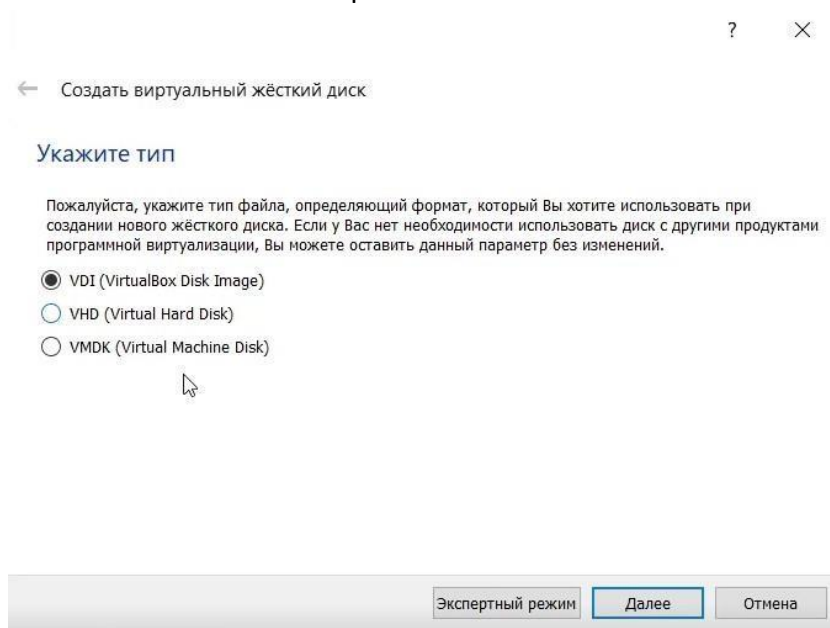 ?
Создать виртуальный жёсткий диск
Укажите тип
Пожалуйста, укажите тип файла, определяющий формат, который Вы хотите использовать при
создании нового жёсткого диска. Если у Вас нет необходимости использовать диск с другими продуктами
программной виртуализации, Вы можете оставить данный параметр без изменений.
VDI (VirtualBox Disk Image)
VHD (Virtual Hard Disk)
VMDK (Virtual Machine Disk)
Экспертный режим Далее Отмена